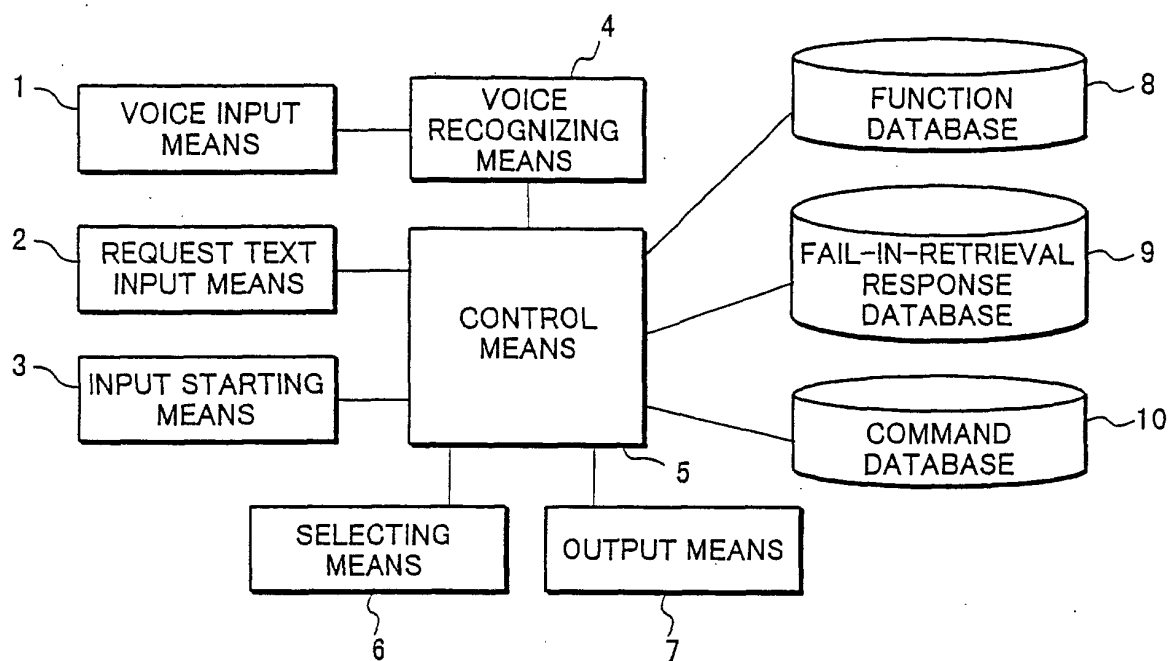 1
VOICE INPUT
MEANS
4
VOICE
RECOGNIZING
MEANS
2
REQUEST TEXT
INPUT MEANS
3
INPUT STARTING
MEANS
CONTROL
MEANS
5
SELECTING
MEANS
6
OUTPUT MEANS
7
FUNCTION
DATABASE
8
FAIL-IN-RETRIEVAL
RESPONSE
DATABASE
9
COMMAND
DATABASE
10